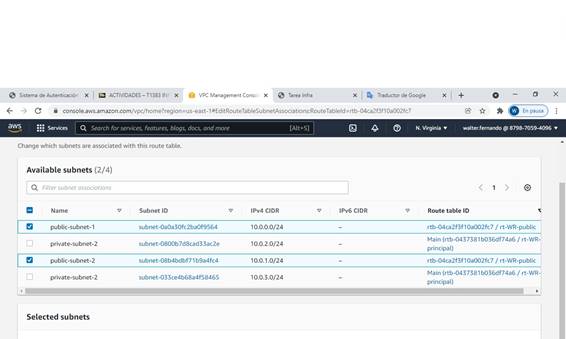 Sistema de Autenticación
ACTIVIDADES – T1383 INF
VPC Management Conso
Tarea Infra
Traductor de Google
console.aws.amazon.com/vpc/home?region=us-east-1#EditRouteTableSubnetAssociations:RouteTableId=rtb-04ca2f3f10a002fc7
W En pausa
aws Services Search for services, features, blogs, docs, and more [Alt+S] N. Virginia walter.fernando @ 8798-7059-4096
Change which subnets are associated with this route table.
Available subnets (2/4)
Filter subnet associations
1
Name Subnet ID IPv4 CIDR IPv6 CIDR Route table ID
public-subnet-1 subnet-0a0a30fc2ba0f9564 10.0.0.0/24 – rtb-04ca2f3f10a002fc7 / rt-WR-public
private-subnet-2 subnet-0800b7d8cad33ac2e 10.0.2.0/24 – Main (rtb-0437381b036df74a6 / rt-WR-
principal)
public-subnet-2 subnet-08b4bdbf71b9a4fc4 10.0.1.0/24 – rtb-04ca2f3f10a002fc7 / rt-WR-public
private-subnet-2 subnet-033ce4b68a4f58465 10.0.3.0/24 – Main (rtb-0437381b036df74a6 / rt-WR-
principal)
Selected subnets